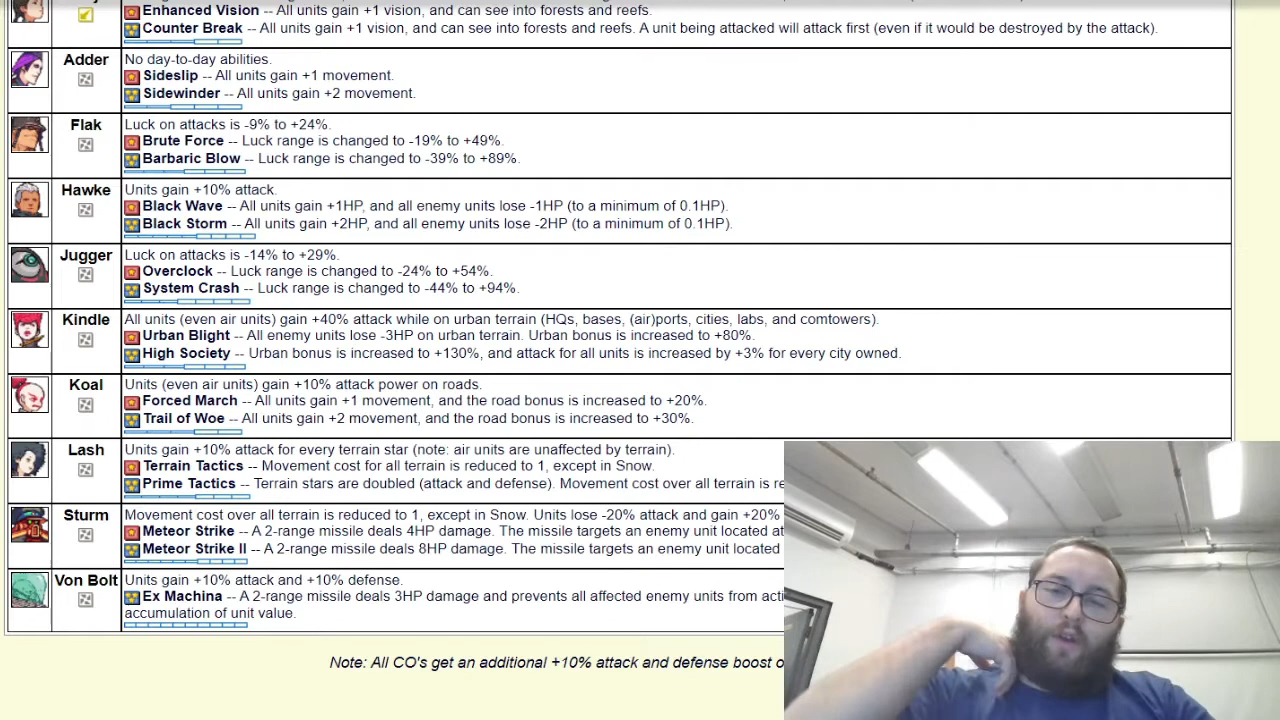 Enhanced Vision -- All units gain +1 vision, and can see into forests and reefs.
Counter Break -- All units gain +1 vision, and can see into forests and reefs. A unit being attacked will attack first (even if it would be destroyed by the attack).
Adder
No day-to-day abilities.
Sideslip -- All units gain +1 movement.
Sidewinder -- All units gain +2 movement.
Flak
Luck on attacks is -9% to +24%.
Brute Force -- Luck range is changed to -19% to +49%.
Barbaric Blow -- Luck range is changed to -39% to +89%.
Hawke
Units gain +10% attack.
Black Wave -- All units gain +1HP, and all enemy units lose -1HP (to a minimum of 0.1HP).
Black Storm -- All units gain +2HP, and all enemy units lose -2HP (to a minimum of 0.1HP).
Jugger
Luck on attacks is -14% to +29%.
Overclock -- Luck range is changed to -24% to +54%.
System Crash -- Luck range is changed to -44% to +94%.
Kindle
All units (even air units) gain +40% attack while on urban terrain (HQs, bases, (air)ports, cities, labs, and comtowers).
Urban Blight -- All enemy units lose -3HP on urban terrain. Urban bonus is increased to +80%.
High Society -- Urban bonus is increased to +130%, and attack for all units is increased by +3% for every city owned.
Koal
Units (even air units) gain +10% attack power on roads.
Forced March -- All units gain +1 movement, and the road bonus is increased to +20%.
Trail of Woe -- All units gain +2 movement, and the road bonus is increased to +30%.
Lash
Units gain +10% attack for every terrain star (note: air units are unaffected by terrain).
Terrain Tactics -- Movement cost for all terrain is reduced to 1, except in Snow.
Prime Tactics -- Terrain stars are doubled (attack and defense). Movement cost over all terrain is re
Sturm
Movement cost over all terrain is reduced to 1, except in Snow. Units lose -20% attack and gain +20%
Meteor Strike -- A 2-range missile deals 4HP damage. The missile targets an enemy unit located at
Meteor Strike II -- A 2-range missile deals 8HP damage. The missile targets an enemy unit located
Von Bolt
Units gain +10% attack and +10% defense.
Ex Machina -- A 2-range missile deals 3HP damage and prevents all affected enemy units from acti
accumulation of unit value.
Note: All CO's get an additional +10% attack and defense boost o